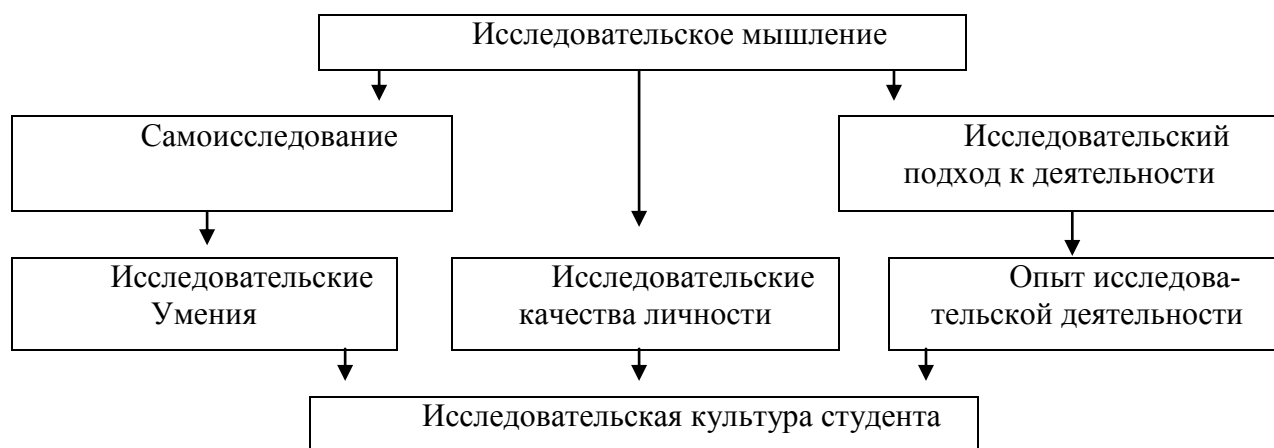 Исследовательское мышление
Самоисследование
Исследовательский
подход к деятельности
Исследовательские
Умения
Исследовательские
качества личности
Опыт исследова-
тельской деятельности
Исследовательская культура студента